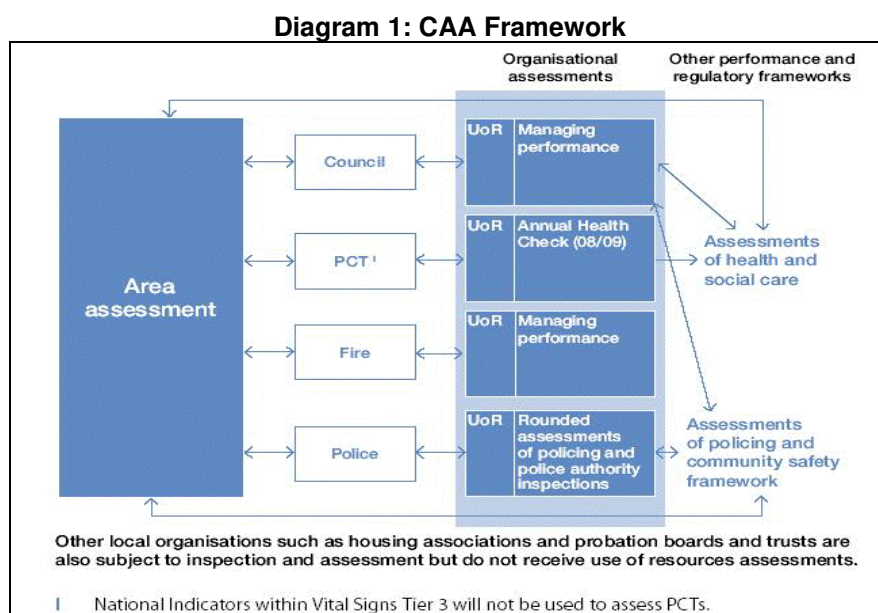 Diagram 1: CAA Framework
Organisational
assessments
Other performance and
regulatory frameworks
Area
assessment
Council
UoR
Managing
performance
PCT I
UoR
Annual Health
Check (08/09)
Assessments
of health and
social care
Fire
UoR
Managing
performance
Police
UoR
Rounded
assessments
of policing and
police authority
inspections
Assessments
of policing and
community safety
framework
Other local organisations such as housing associations and probation boards and trusts are
also subject to inspection and assessment but do not receive use of resources assessments.
I National Indicators within Vital Signs Tier 3 will not be used to assess PCTs.